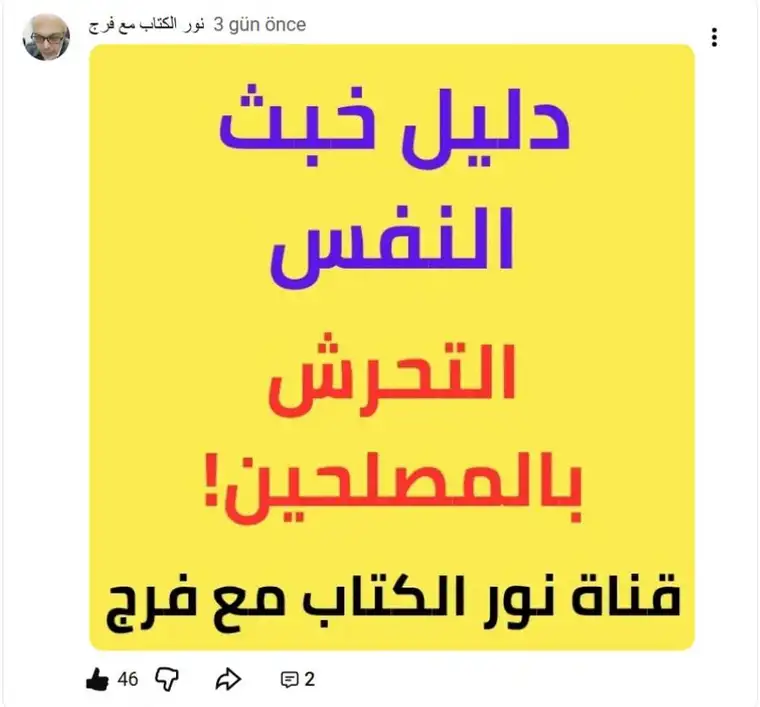 نور الكتاب مع فرج 3 gün önce
دليل خبث
النفس
التحرش
بالمصلحين!
قناة نور الكتاب مع فرج
46 2